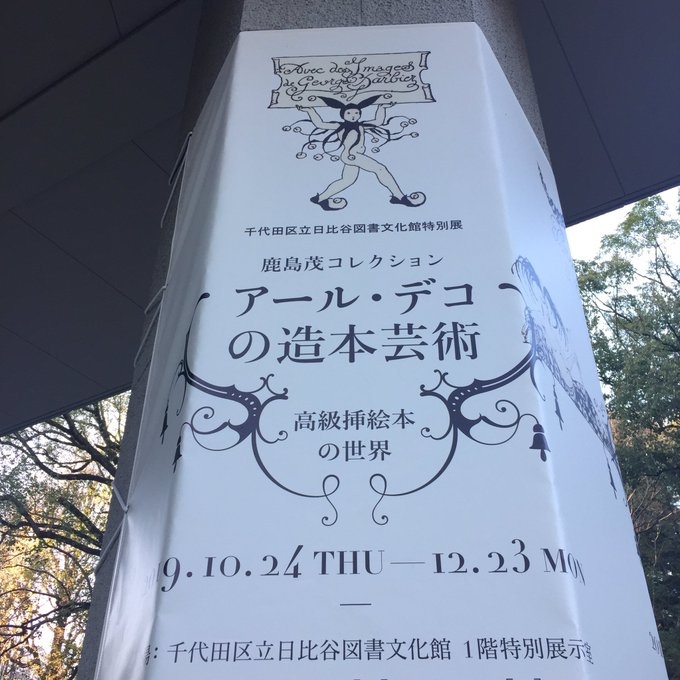 Avec des Images
de George Barbier
千代田区立日比谷図書文化館特別展
鹿島茂コレクション
アール・デコ
の造本芸術
高級挿絵本
の世界
9.10.24 THU — 12.23 MON
千代田区立日比谷図書文化館 1階特別展示室